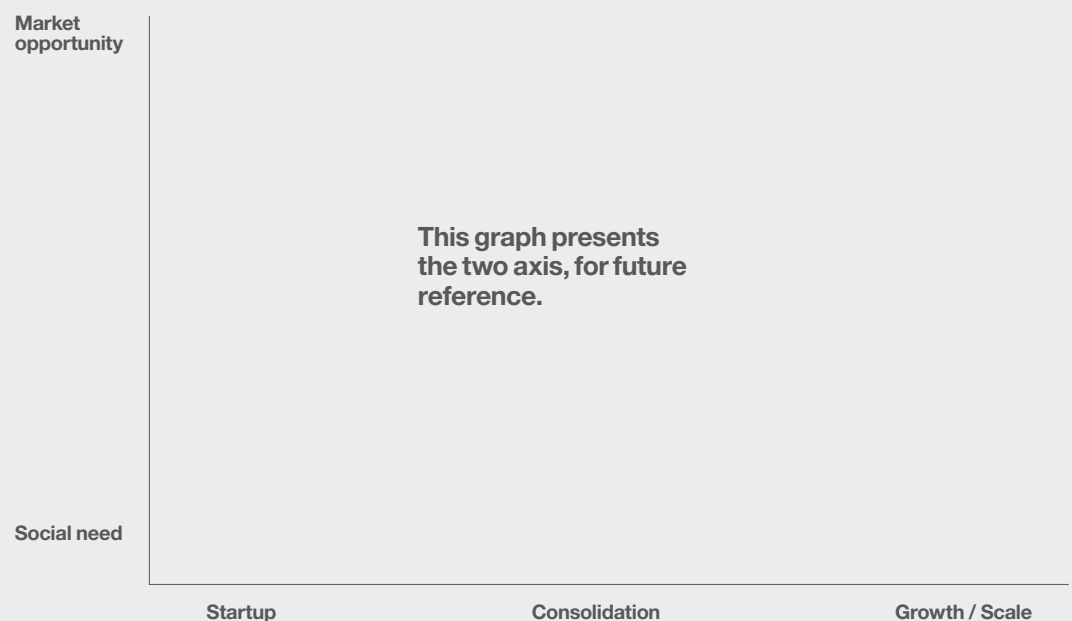 Market
opportunity
This graph presents
the two axis, for future
reference.
Social need
Startup
Consolidation
Growth / Scale